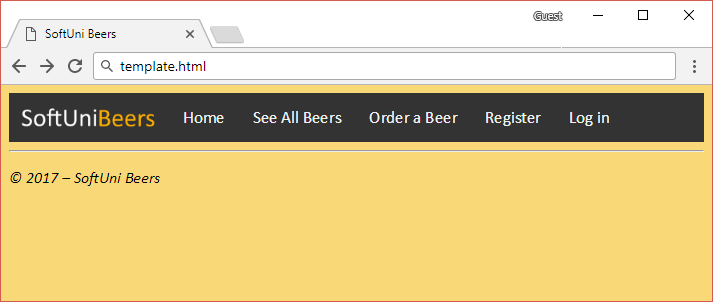 Guest
SoftUni Beers
template.html
SoftUniBeers Home See All Beers Order a Beer Register Log in
© 2017 – SoftUni Beers